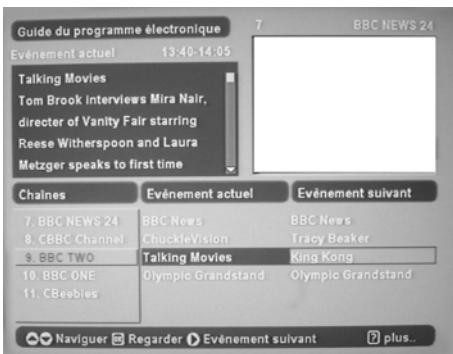 Guide du programme électronique
7 BBC NEWS 24
Evénement actuel 13:40-14:05
Talking Movies
Tom Brook interviews Mira Nair,
directer of Vanity Fair starring
Reese Witherspoon and Laura
Metzger speaks to first time
Chaînes Evénement actuel Evénement suivant
7. BBC NEWS 24 BBC News BBC News
8. CBBC Channel ChuckleVision Tracy Beaker
9. BBC TWO Talking Movies King Kong
10. BBC ONE Olympic Grandstand Olympic Grandstand
11. CBeebies
Naviguer OK Regarder Evénement suivant ? plus..